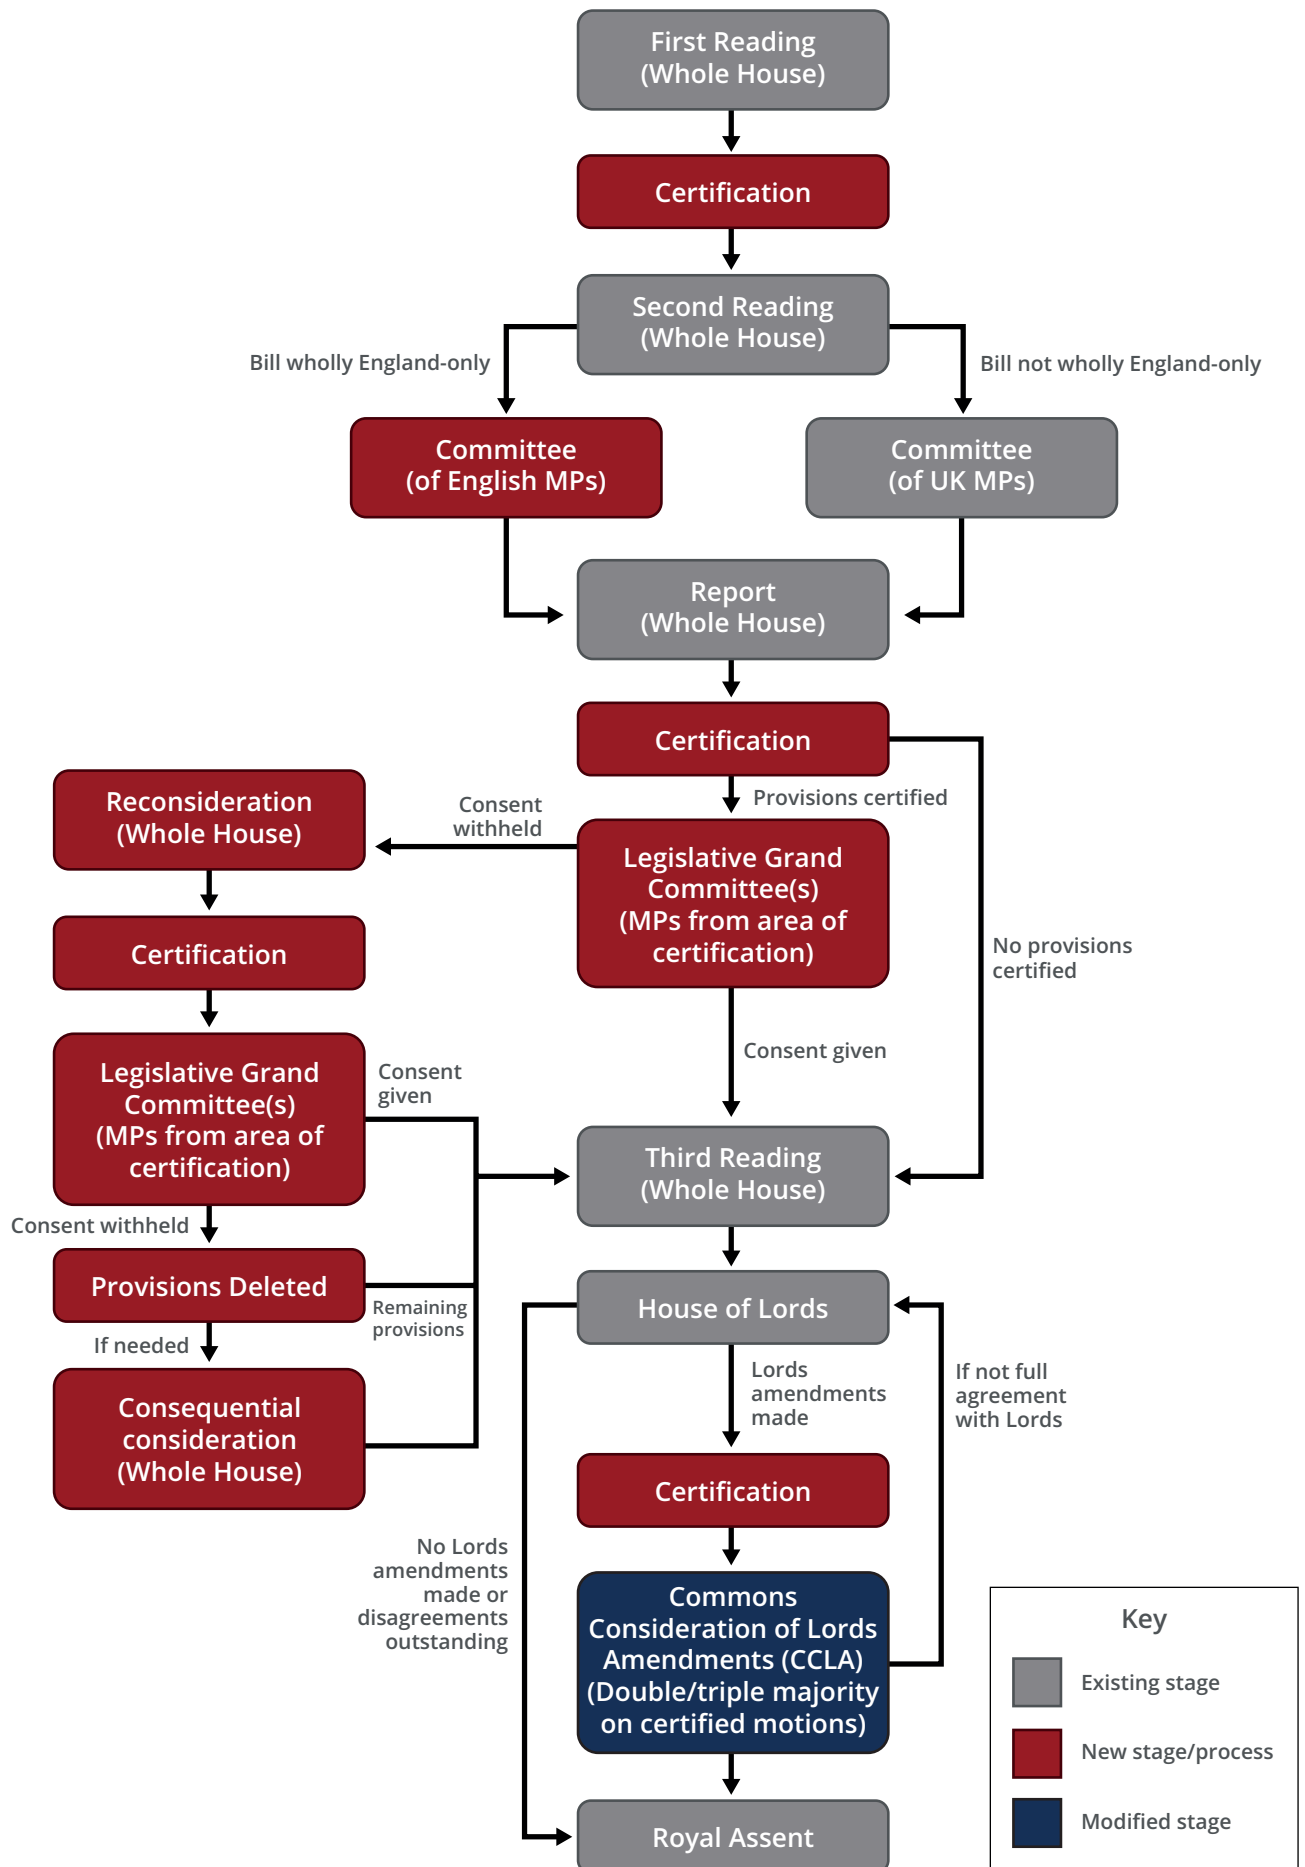 First Reading
(Whole House)
Certification
Second Reading
(Whole House)
Bill wholly England-only
Bill not wholly England-only
Committee
(of English MPs)
Committee
(of UK MPs)
Report
(Whole House)
Certification
Provisions certified
No provisions
certified
Consent
withheld
Legislative Grand
Committee(s)
(MPs from area of
certification)
Consent given
Reconsideration
(Whole House)
Certification
Legislative Grand
Committee(s)
(MPs from area of
certification)
Consent
given
Consent withheld
Provisions Deleted
Remaining
provisions
If needed
Consequential
consideration
(Whole House)
Third Reading
(Whole House)
House of Lords
Lords
amendments
made
If not full
agreement
with Lords
Certification
No Lords
amendments
made or
disagreements
outstanding
Commons
Consideration of Lords
Amendments (CCLA)
(Double/triple majority
on certified motions)
Royal Assent
Key
Existing stage
New stage/process
Modified stage